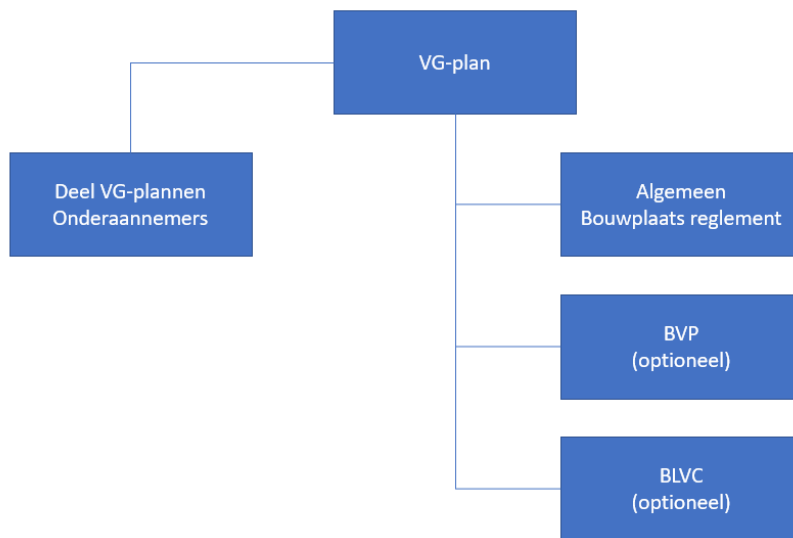 VG-plan
Deel VG-plannen
Onderaannemers
Algemeen
Bouwplaats reglement
BVP
(optioneel)
BLVC
(optioneel)